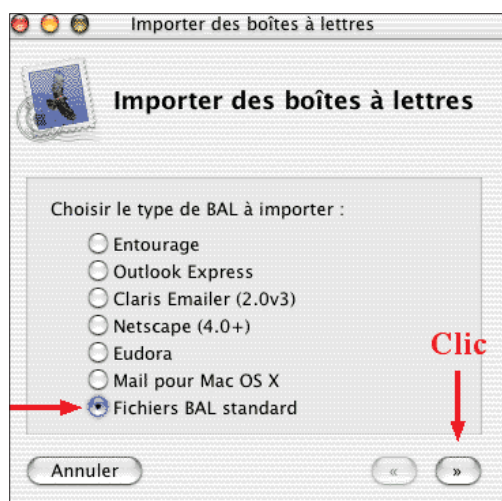 Importer des boîtes à lettres
Importer des boîtes à lettres
Choisir le type de BAL à importer :
Entourage
Outlook Express
Claris Emailer (2.0v3)
Netscape (4.0+)
Eudora
Clic
Mail pour Mac OS X
Fichiers BAL standard
Annuler « »